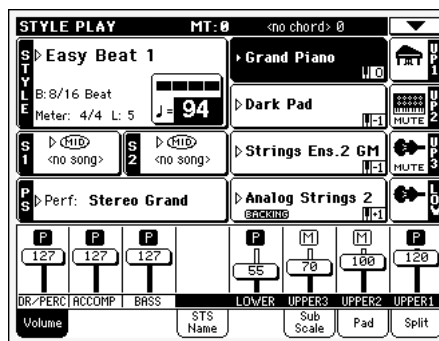 STYLE PLAY MT:0 <no chord> 0
STYLE
Easy Beat 1
B:8/16 Beat
Meter: 4/4 L: 5
♩= 94
Grand Piano
0
UP1
Dark Pad
-1
MUTE
UP2
S1
MID
<no song>
S2
MID
<no song>
Strings Ens.2 GM
-1
MUTE
UP3
PS
Perf: Stereo Grand
Analog Strings 2
BACKING
+1
LOW
P P P P M M P
127 127 127 55 70 100 120
DR/PERC ACCOMP BASS LOWER UPPER3 UPPER2 UPPER1
Volume
STS Name
Sub Scale
Pad
Split